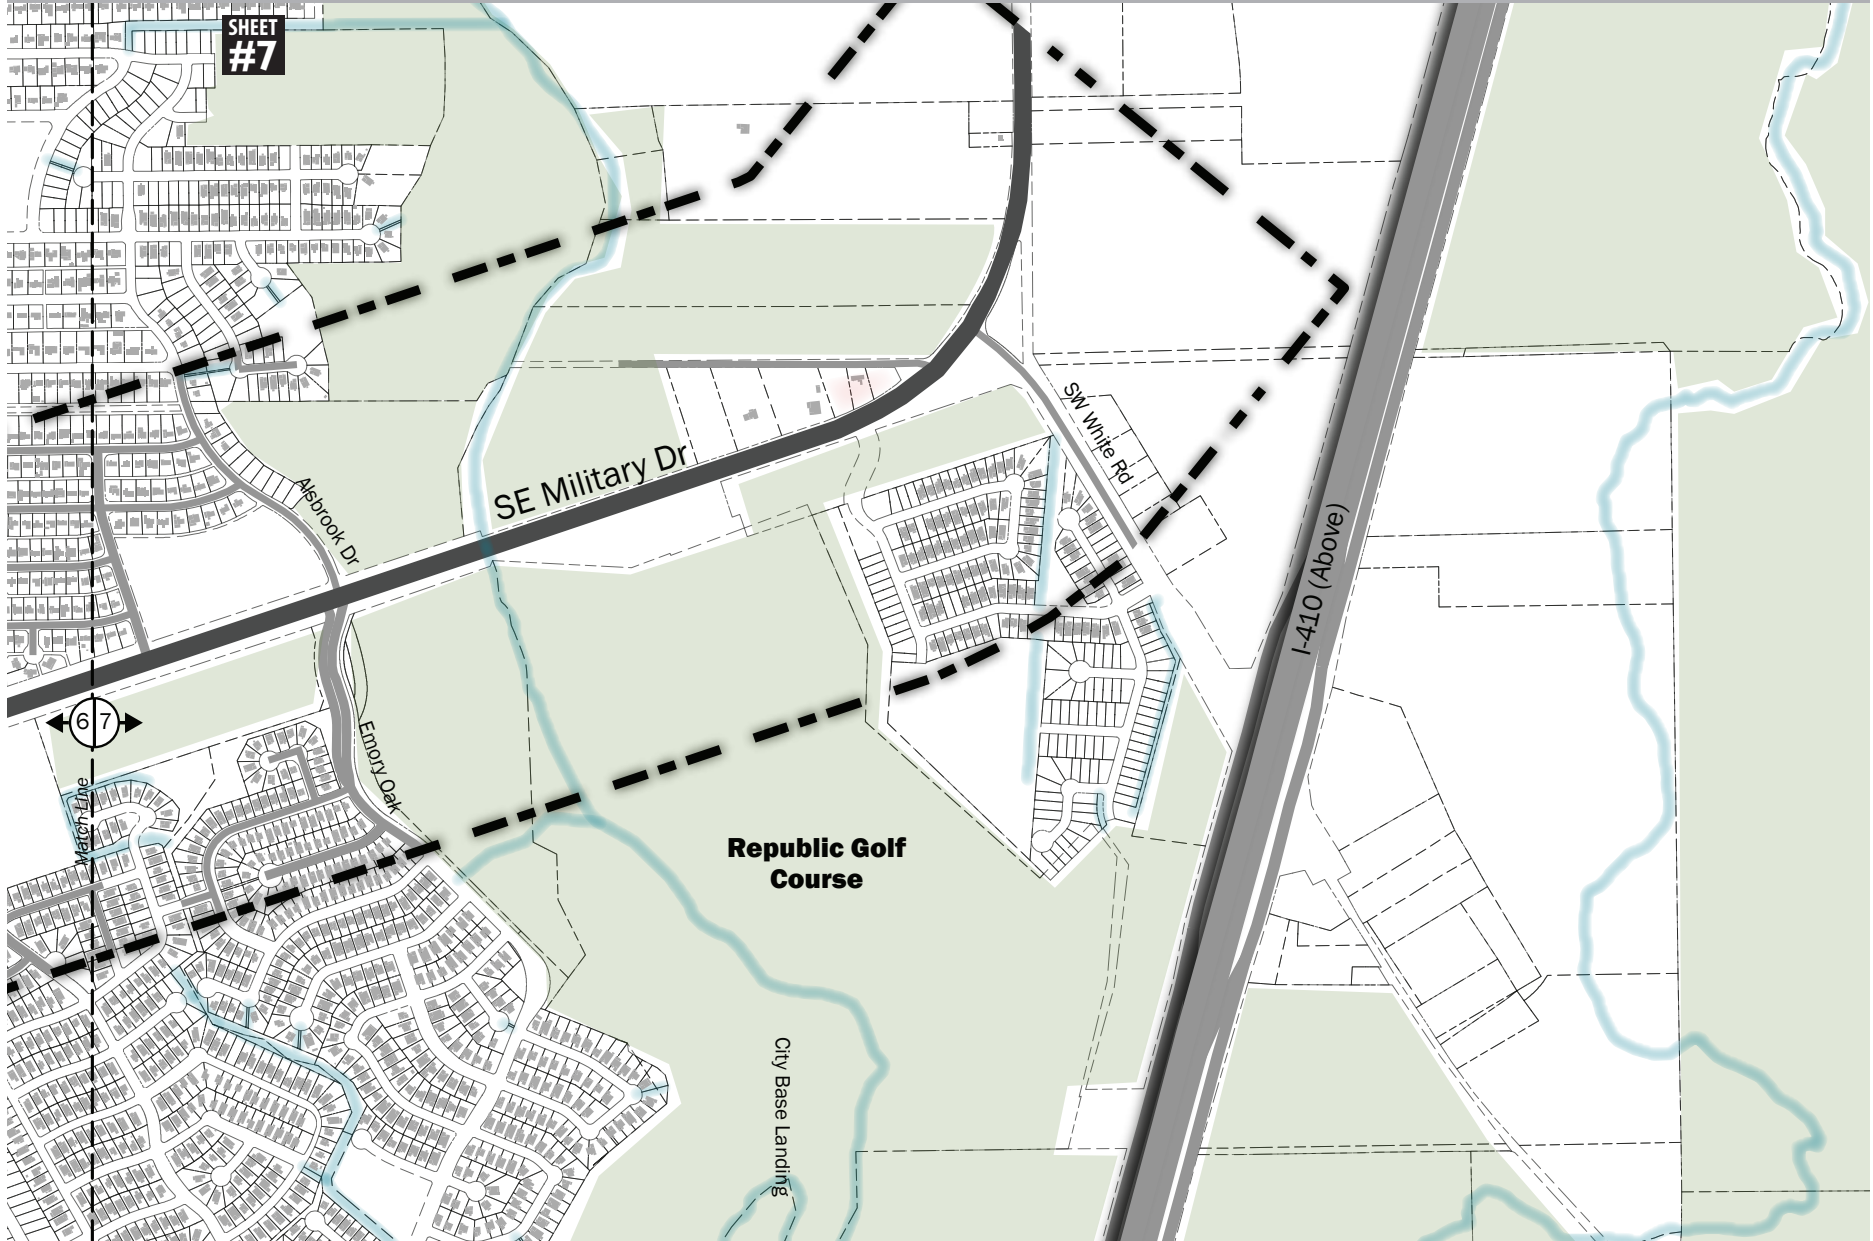 SHEET
#7
SW White Rd
SE Military Dr
Alsbrook Dr
I-410 (Above)
6 7
Match Line
Emory Oak
Republic Golf
Course
City Base Landing